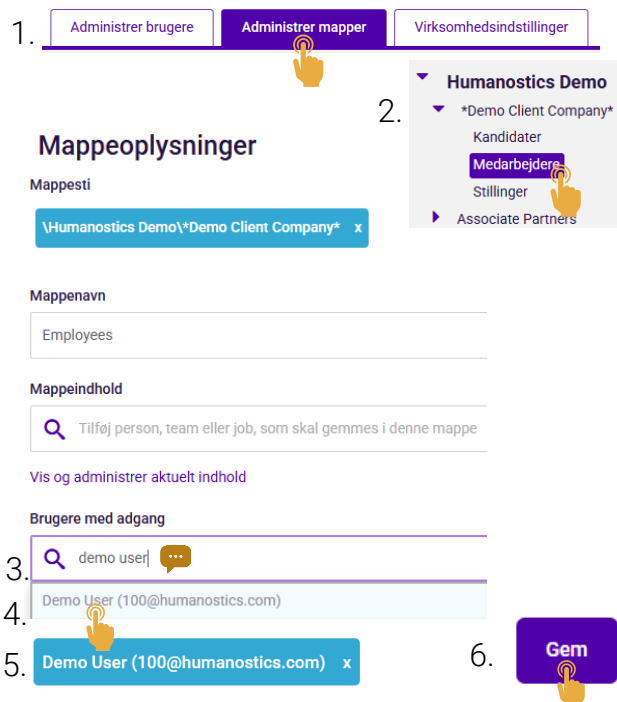 1.
Administrer brugere
Administrer mapper
Virksomhedsindstillinger
2.
Humanostics Demo
*Demo Client Company*
Kandidater
Medarbejdere
Stillinger
Associate Partners
Mappeoplysninger
Mappesti
\Humanostics Demo\*Demo Client Company* x
Mappenavn
Employees
Mappeindhold
Tilføj person, team eller job, som skal gemmes i denne mappe
Vis og administrer aktuelt indhold
Brugere med adgang
3.
demo user
4.
Demo User (100@humanostics.com)
5.
Demo User (100@humanostics.com) x
6.
Gem